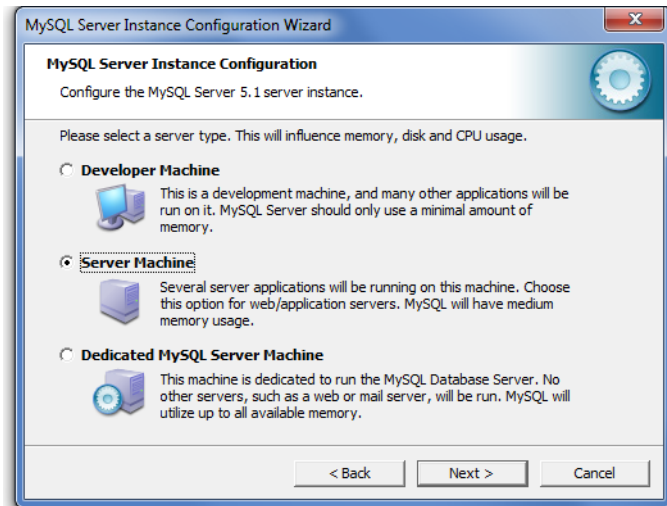 MySQL Server Instance Configuration Wizard
MySQL Server Instance Configuration
Configure the MySQL Server 5.1 server instance.
Please select a server type. This will influence memory, disk and CPU usage.
Developer Machine
This is a development machine, and many other applications will be
run on it. MySQL Server should only use a minimal amount of
memory.
Server Machine
Several server applications will be running on this machine. Choose
this option for web/application servers. MySQL will have medium
memory usage.
Dedicated MySQL Server Machine
This machine is dedicated to run the MySQL Database Server. No
other servers, such as a web or mail server, will be run. MySQL will
utilize up to all available memory.
< Back Next > Cancel